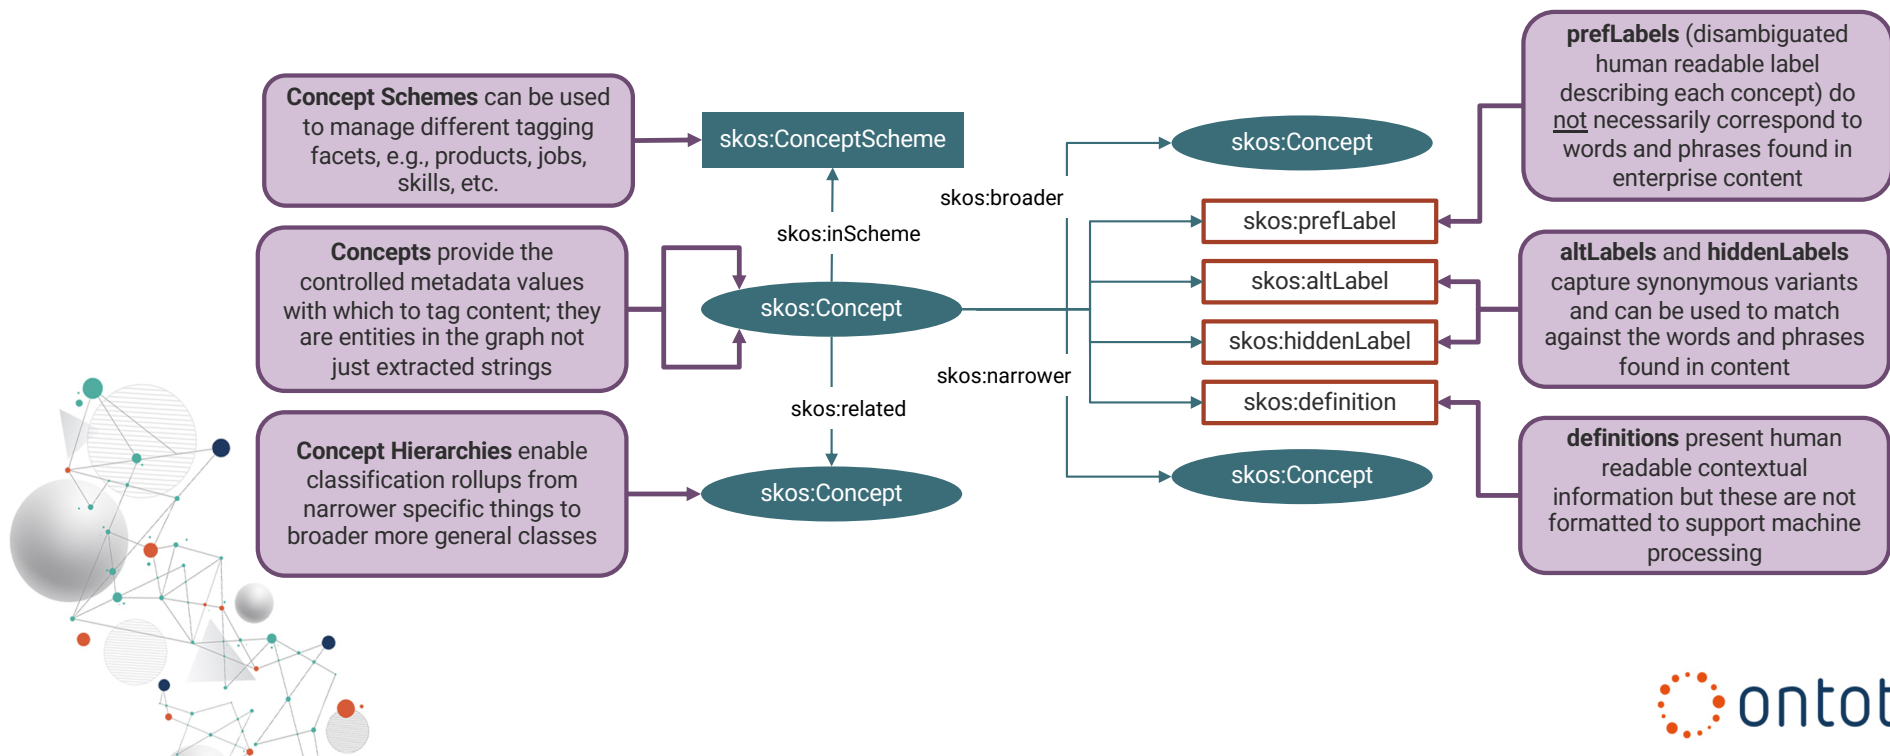 Concept Schemes can be used
to manage different tagging
facets, e.g., products, jobs,
skills, etc.
Concepts provide the
controlled metadata values
with which to tag content; they
are entities in the graph not
just extracted strings
Concept Hierarchies enable
classification rollups from
narrower specific things to
broader more general classes
skos:ConceptScheme
skos:inScheme
skos:Concept
skos:related
skos:Concept
skos:broader
skos:narrower
skos:Concept
skos:prefLabel
skos:altLabel
skos:hiddenLabel
skos:definition
skos:Concept
prefLabels (disambiguated
human readable label
describing each concept) do
not necessarily correspond to
words and phrases found in
enterprise content
altLabels and hiddenLabels
capture synonymous variants
and can be used to match
against the words and phrases
found in content
definitions present human
readable contextual
information but these are not
formatted to support machine
processing
ontot